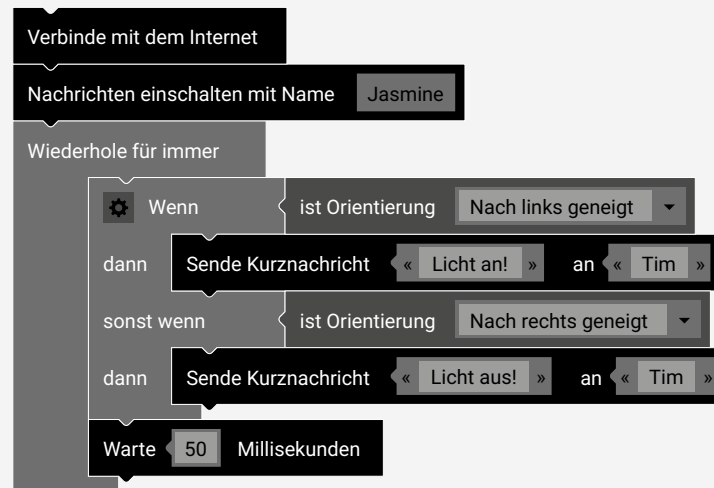 Verbinde mit dem Internet
Nachrichten einschalten mit Name Jasmine
Wiederhole für immer
Wenn ist Orientierung Nach links geneigt
dann Sende Kurznachricht « Licht an! » an « Tim »
sonst wenn ist Orientierung Nach rechts geneigt
dann Sende Kurznachricht « Licht aus! » an « Tim »
Warte 50 Millisekunden